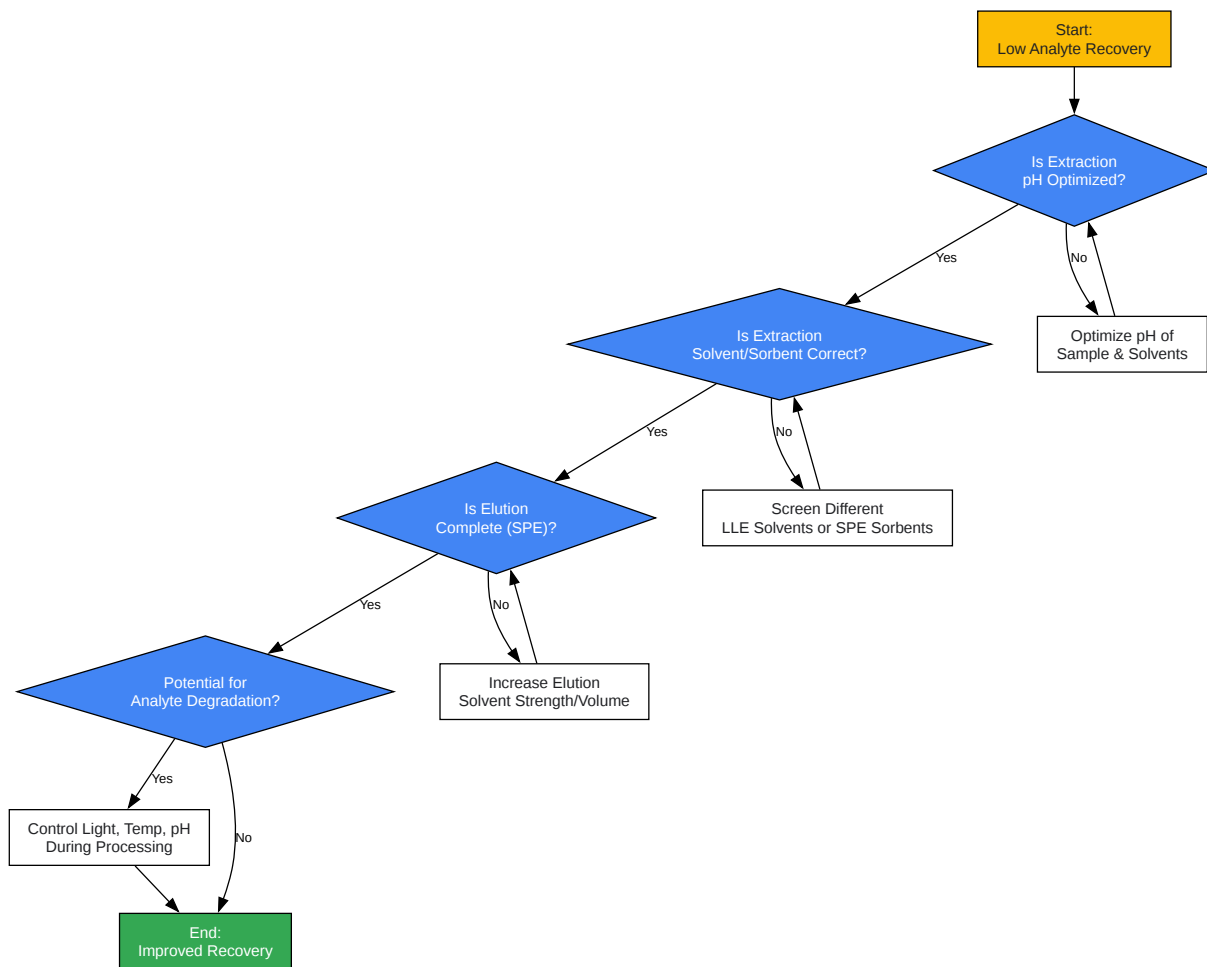 Start:
Low Analyte Recovery
Is Extraction
pH Optimized?
Yes
No
Optimize pH of
Sample & Solvents
Is Extraction
Solvent/Sorbent Correct?
Yes
No
Screen Different
LLE Solvents or SPE Sorbents
Is Elution
Complete (SPE)?
Yes
No
Increase Elution
Solvent Strength/Volume
Potential for
Analyte Degradation?
Yes
No
Control Light, Temp, pH
During Processing
End:
Improved Recovery